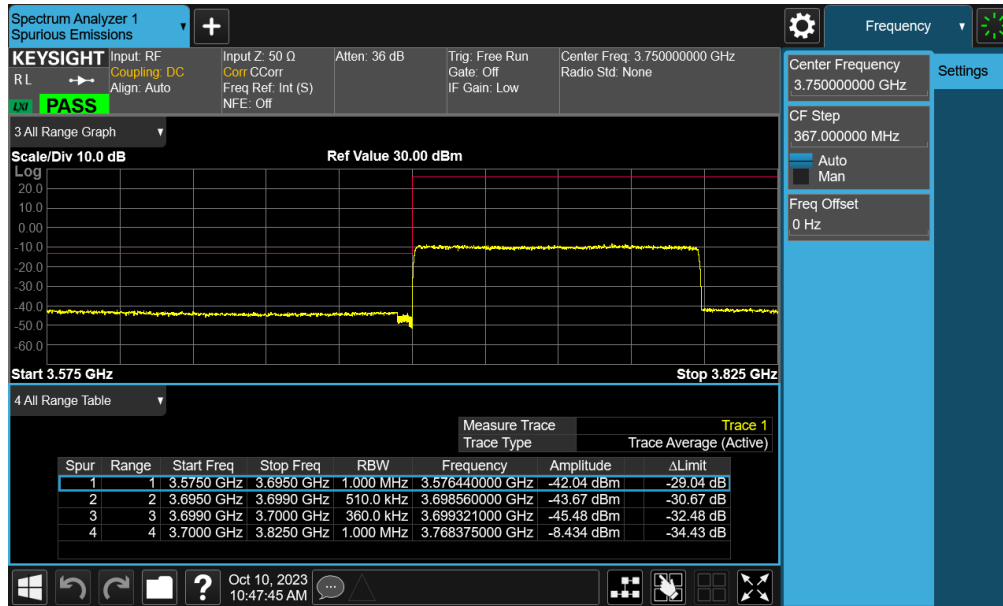 Spectrum Analyzer 1
Spurious Emissions
Frequency
KEYSIGHT
R L
LXI
PASS
Input: RF
Coupling: DC
Align: Auto
Input Z: 50 Ω
Corr CCorr
Freq Ref: Int (S)
NFE: Off
Atten: 36 dB
Trig: Free Run
Gate: Off
IF Gain: Low
Center Freq: 3.750000000 GHz
Radio Std: None
Center Frequency
3.750000000 GHz
Settings
CF Step
367.000000 MHz
Auto
Man
Freq Offset
0 Hz
3 All Range Graph
Scale/Div 10.0 dB
Ref Value 30.00 dBm
Log
20.0
10.0
0.00
-10.0
-20.0
-30.0
-40.0
-50.0
-60.0
Start 3.575 GHz
Stop 3.825 GHz
4 All Range Table
Measure Trace Trace 1
Trace Type Trace Average (Active)
Spur Range Start Freq Stop Freq RBW Frequency Amplitude ΔLimit
1 1 3.5750 GHz 3.6950 GHz 1.000 MHz 3.576440000 GHz -42.04 dBm -29.04 dB
2 2 3.6950 GHz 3.6990 GHz 510.0 kHz 3.698560000 GHz -43.67 dBm -30.67 dB
3 3 3.6990 GHz 3.7000 GHz 360.0 kHz 3.699321000 GHz -45.48 dBm -32.48 dB
4 4 3.7000 GHz 3.8250 GHz 1.000 MHz 3.768375000 GHz -8.434 dBm -34.43 dB
?
Oct 10, 2023
10:47:45 AM